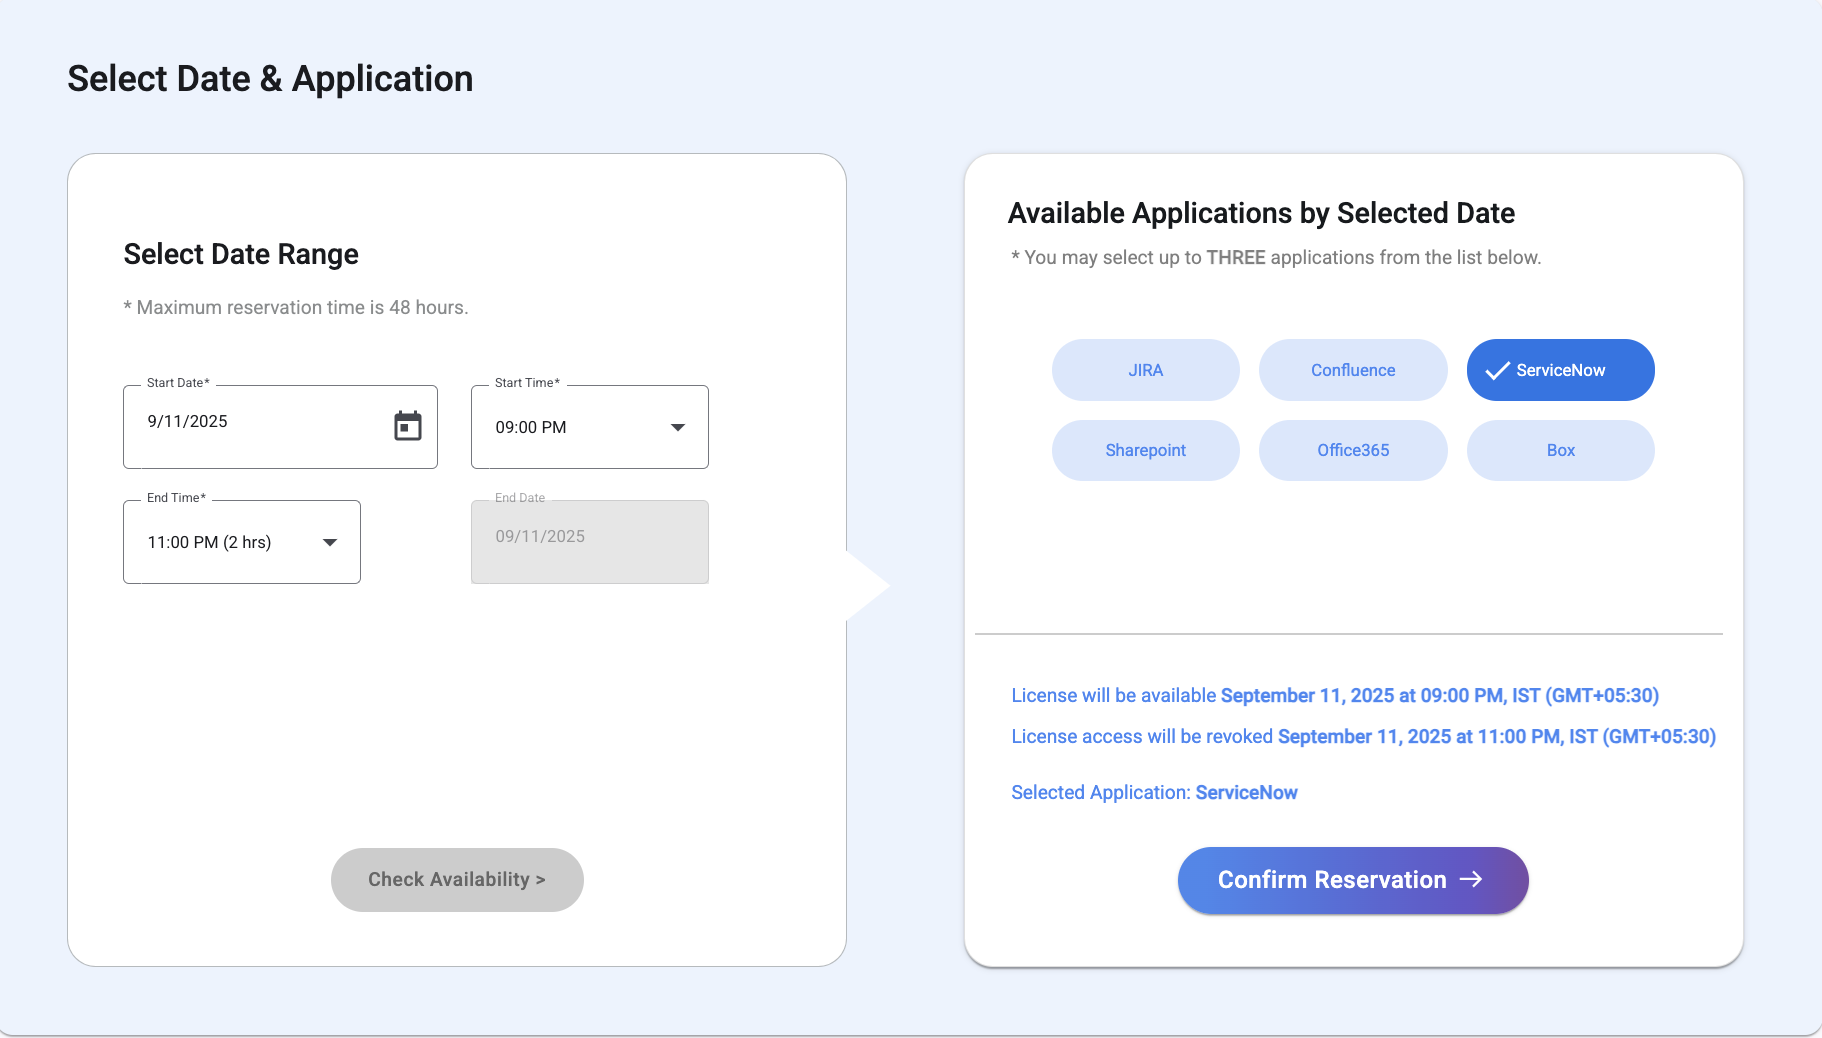 Select Date & Application
Select Date Range
* Maximum reservation time is 48 hours.
Start Date*
9/11/2025
Start Time*
09:00 PM
End Time*
11:00 PM (2 hrs)
End Date
09/11/2025
Check Availability >
Available Applications by Selected Date
* You may select up to THREE applications from the list below.
JIRA
Confluence
ServiceNow
Sharepoint
Office365
Box
License will be available September 11, 2025 at 09:00 PM, IST (GMT+05:30)
License access will be revoked September 11, 2025 at 11:00 PM, IST (GMT+05:30)
Selected Application: ServiceNow
Confirm Reservation →